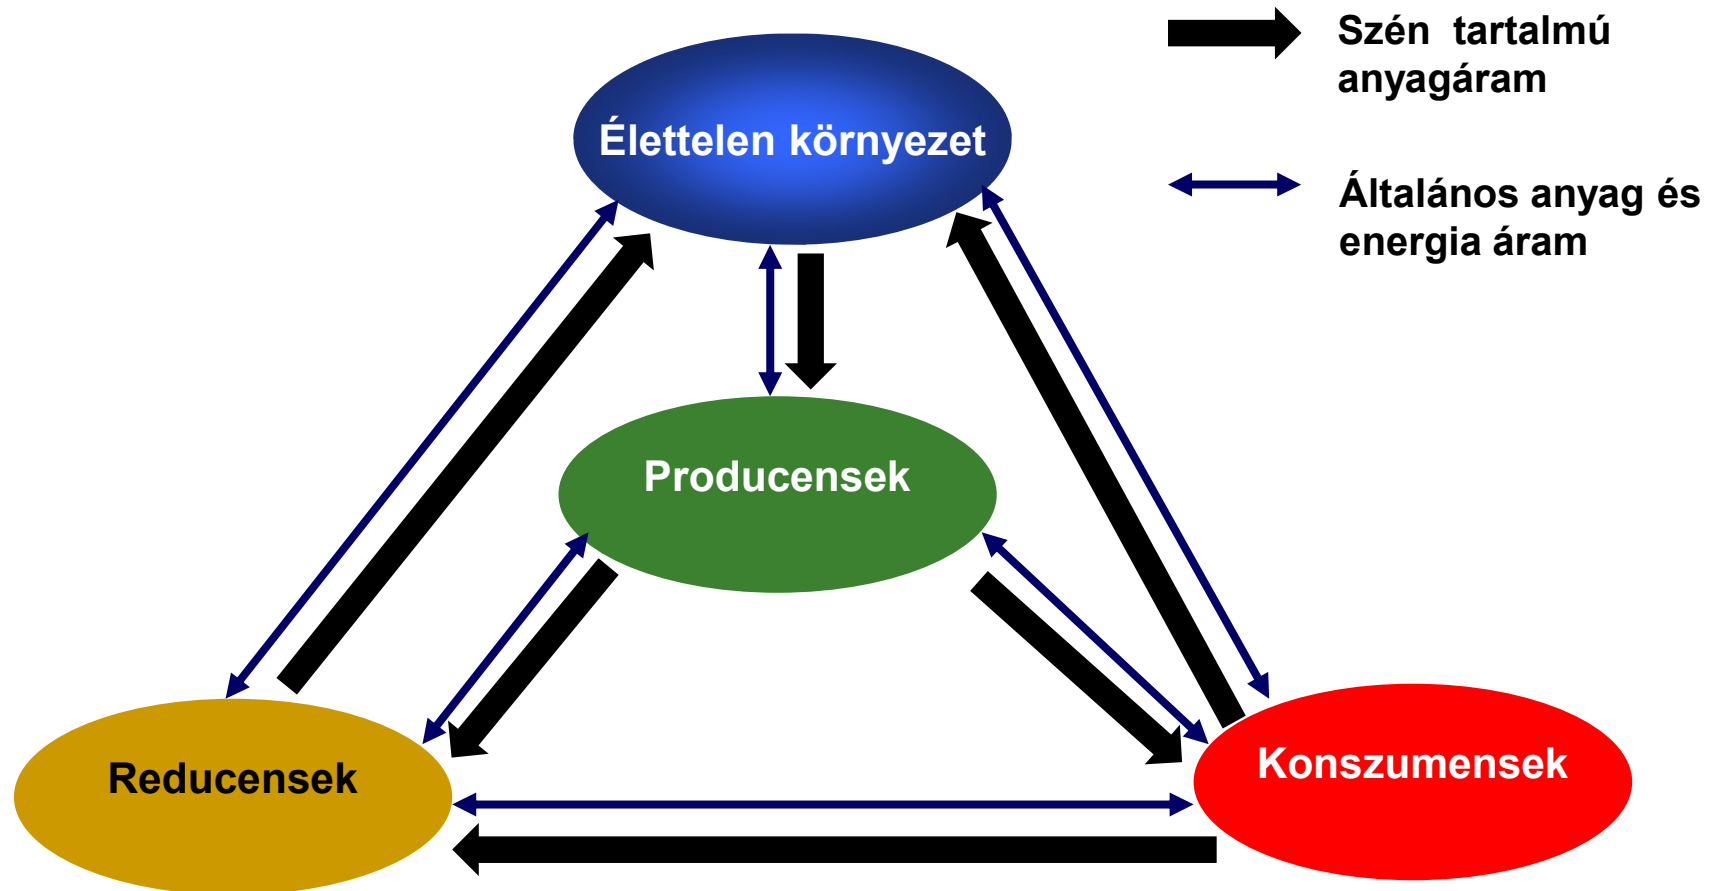 Szén tartalmú
anyagáram
Élettelen környezet
Általános anyag és
energia áram
Producensek
Reducensek
Konszumensek